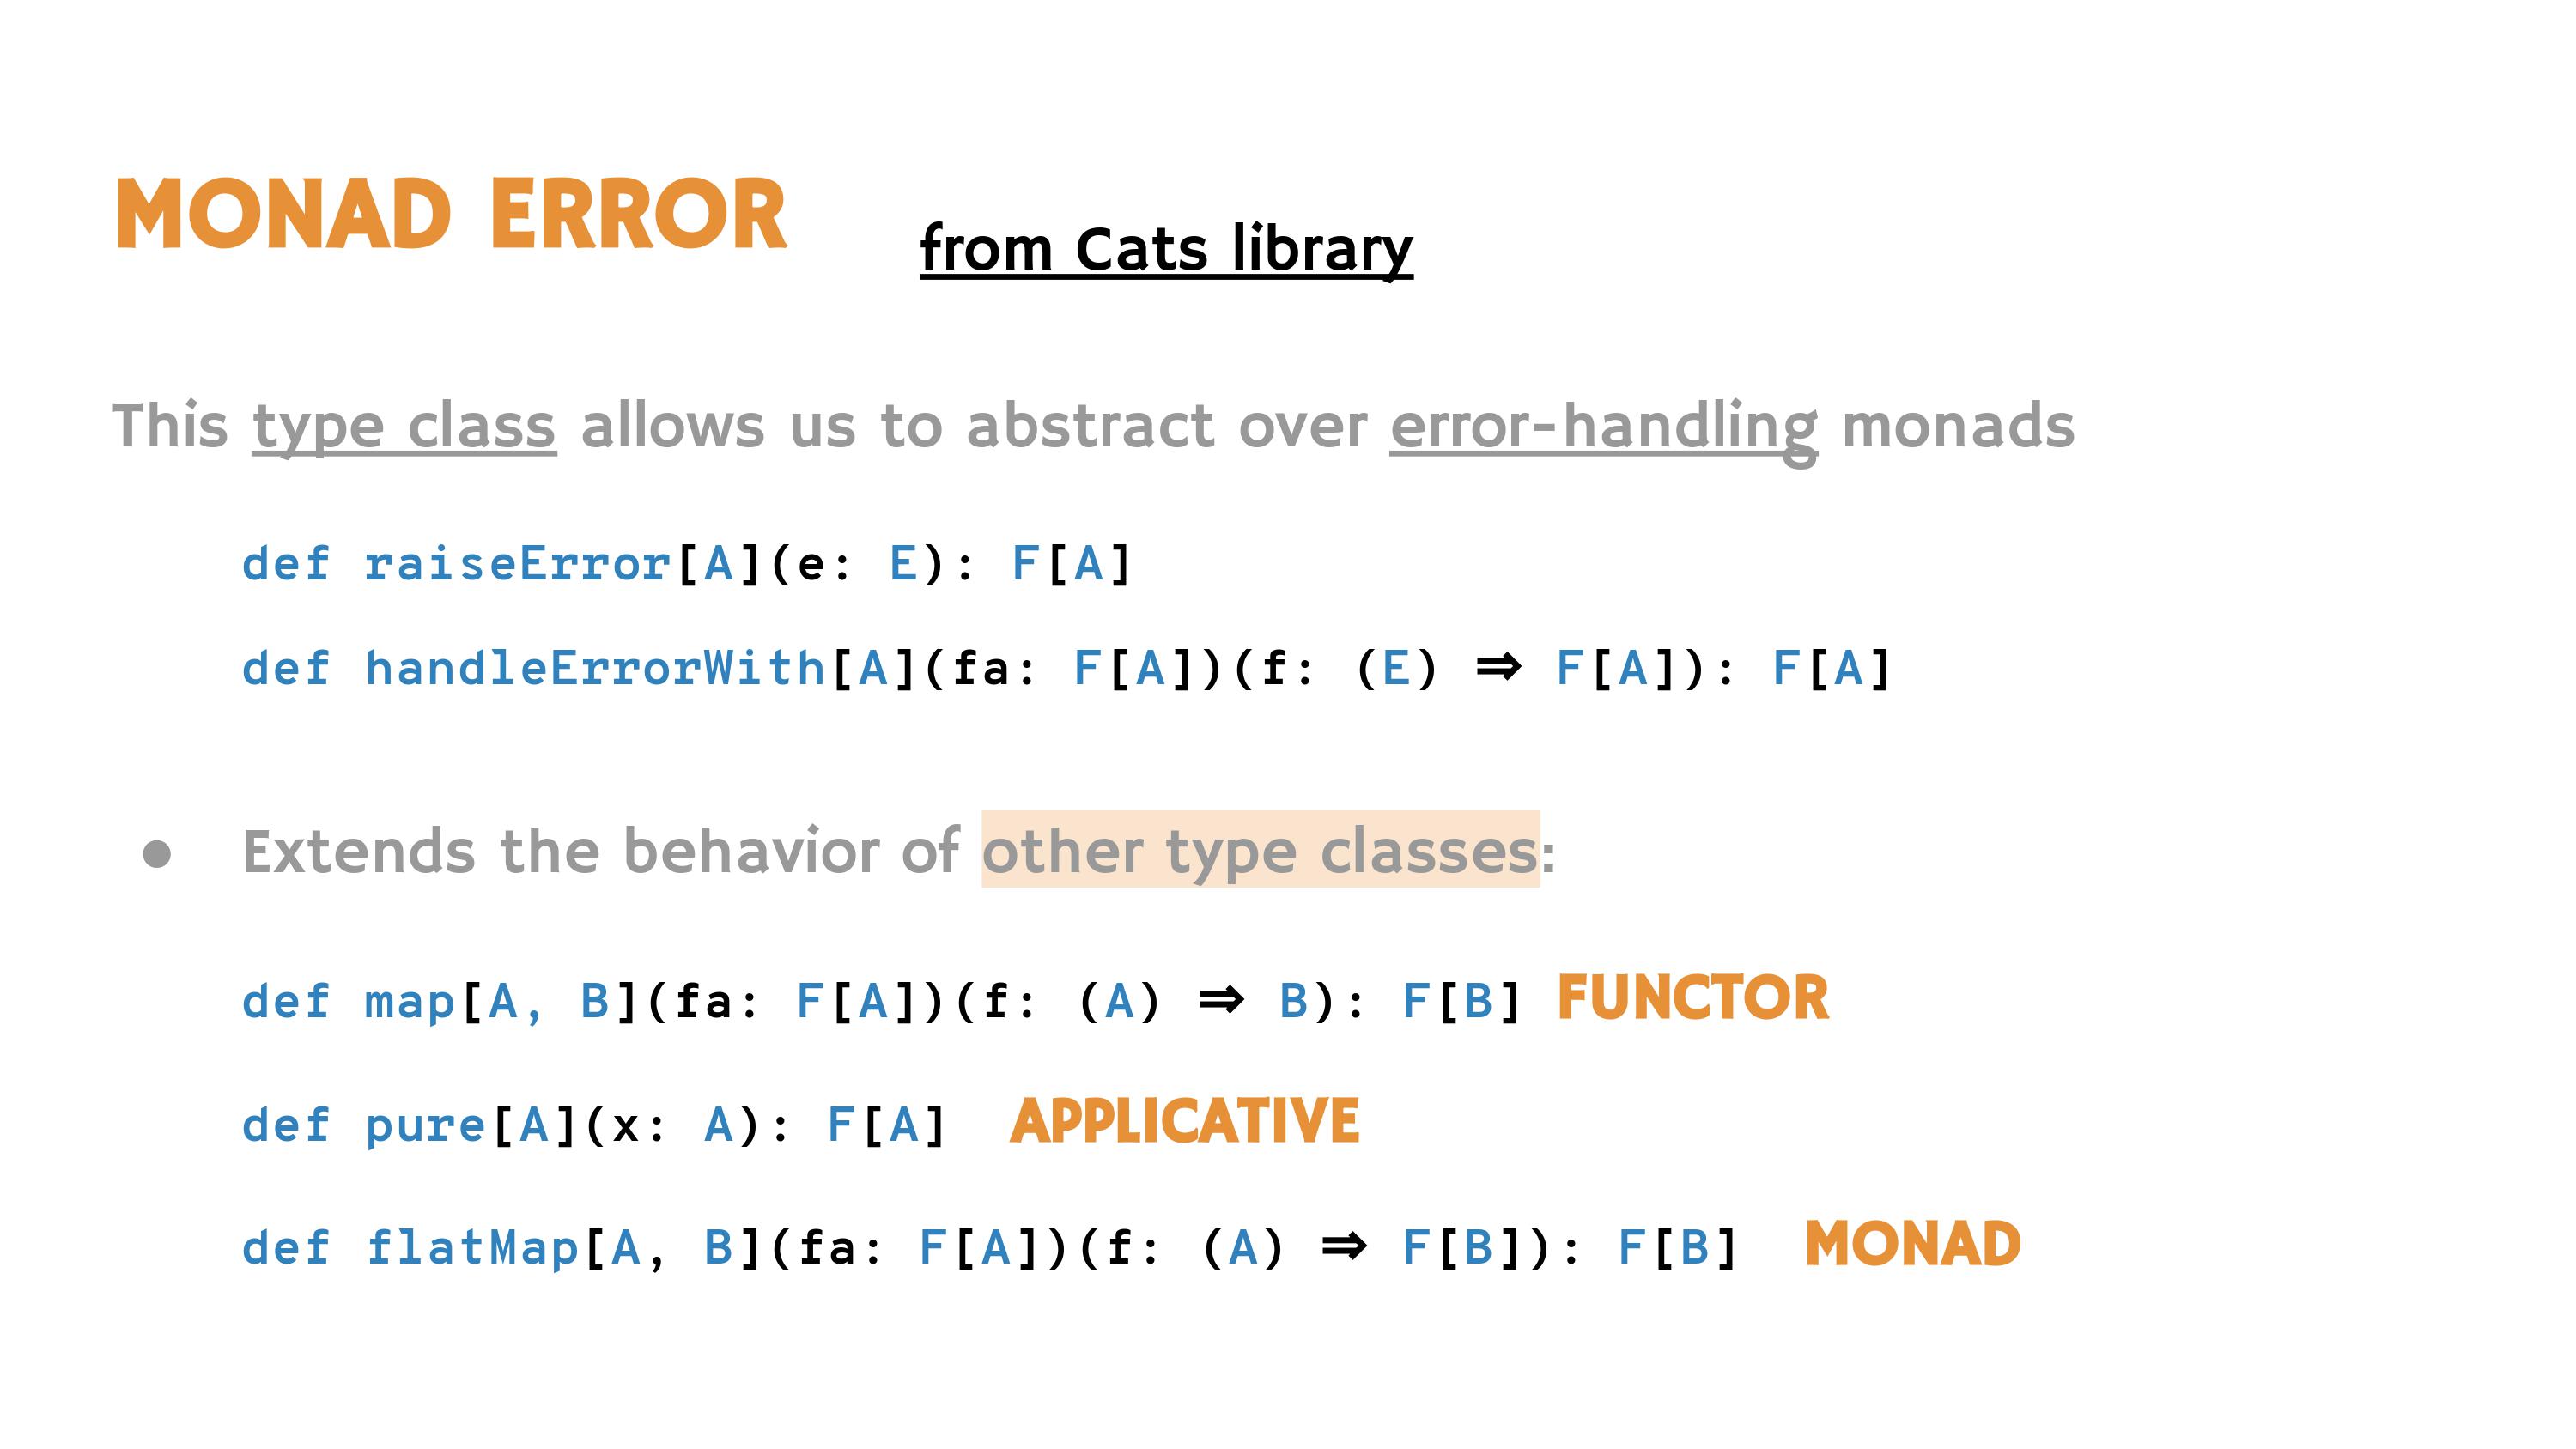 MONAD ERROR from Cats library
This type class allows us to abstract over error-handling monads
def raiseError[A](e: E): F[A]
def handleErrorWith[A](fa: F[A])(f: (E) ⇒ F[A]): F[A]
● Extends the behavior of other type classes:
def map[A, B](fa: F[A])(f: (A) ⇒ B): F[B] FUNCTOR
def pure[A](x: A): F[A] APPLICATIVE
def flatMap[A, B](fa: F[A])(f: (A) ⇒ F[B]): F[B] MONAD